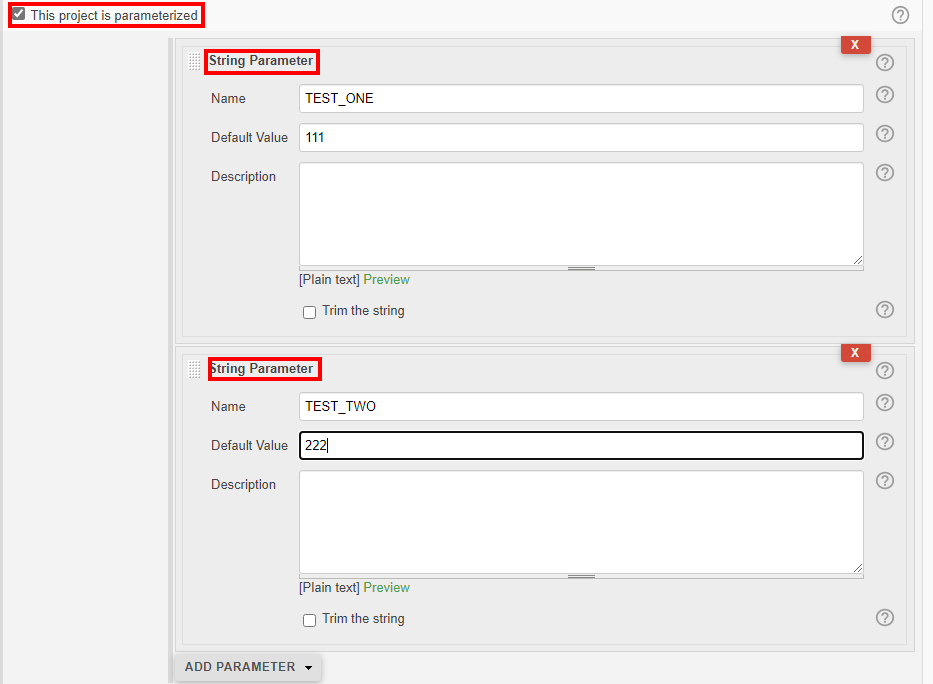 This project is parameterized
X
String Parameter
Name TEST_ONE
Default Value 111
Description
[Plain text] Preview
Trim the string
X
String Parameter
Name TEST_TWO
Default Value 222
Description
[Plain text] Preview
Trim the string
ADD PARAMETER